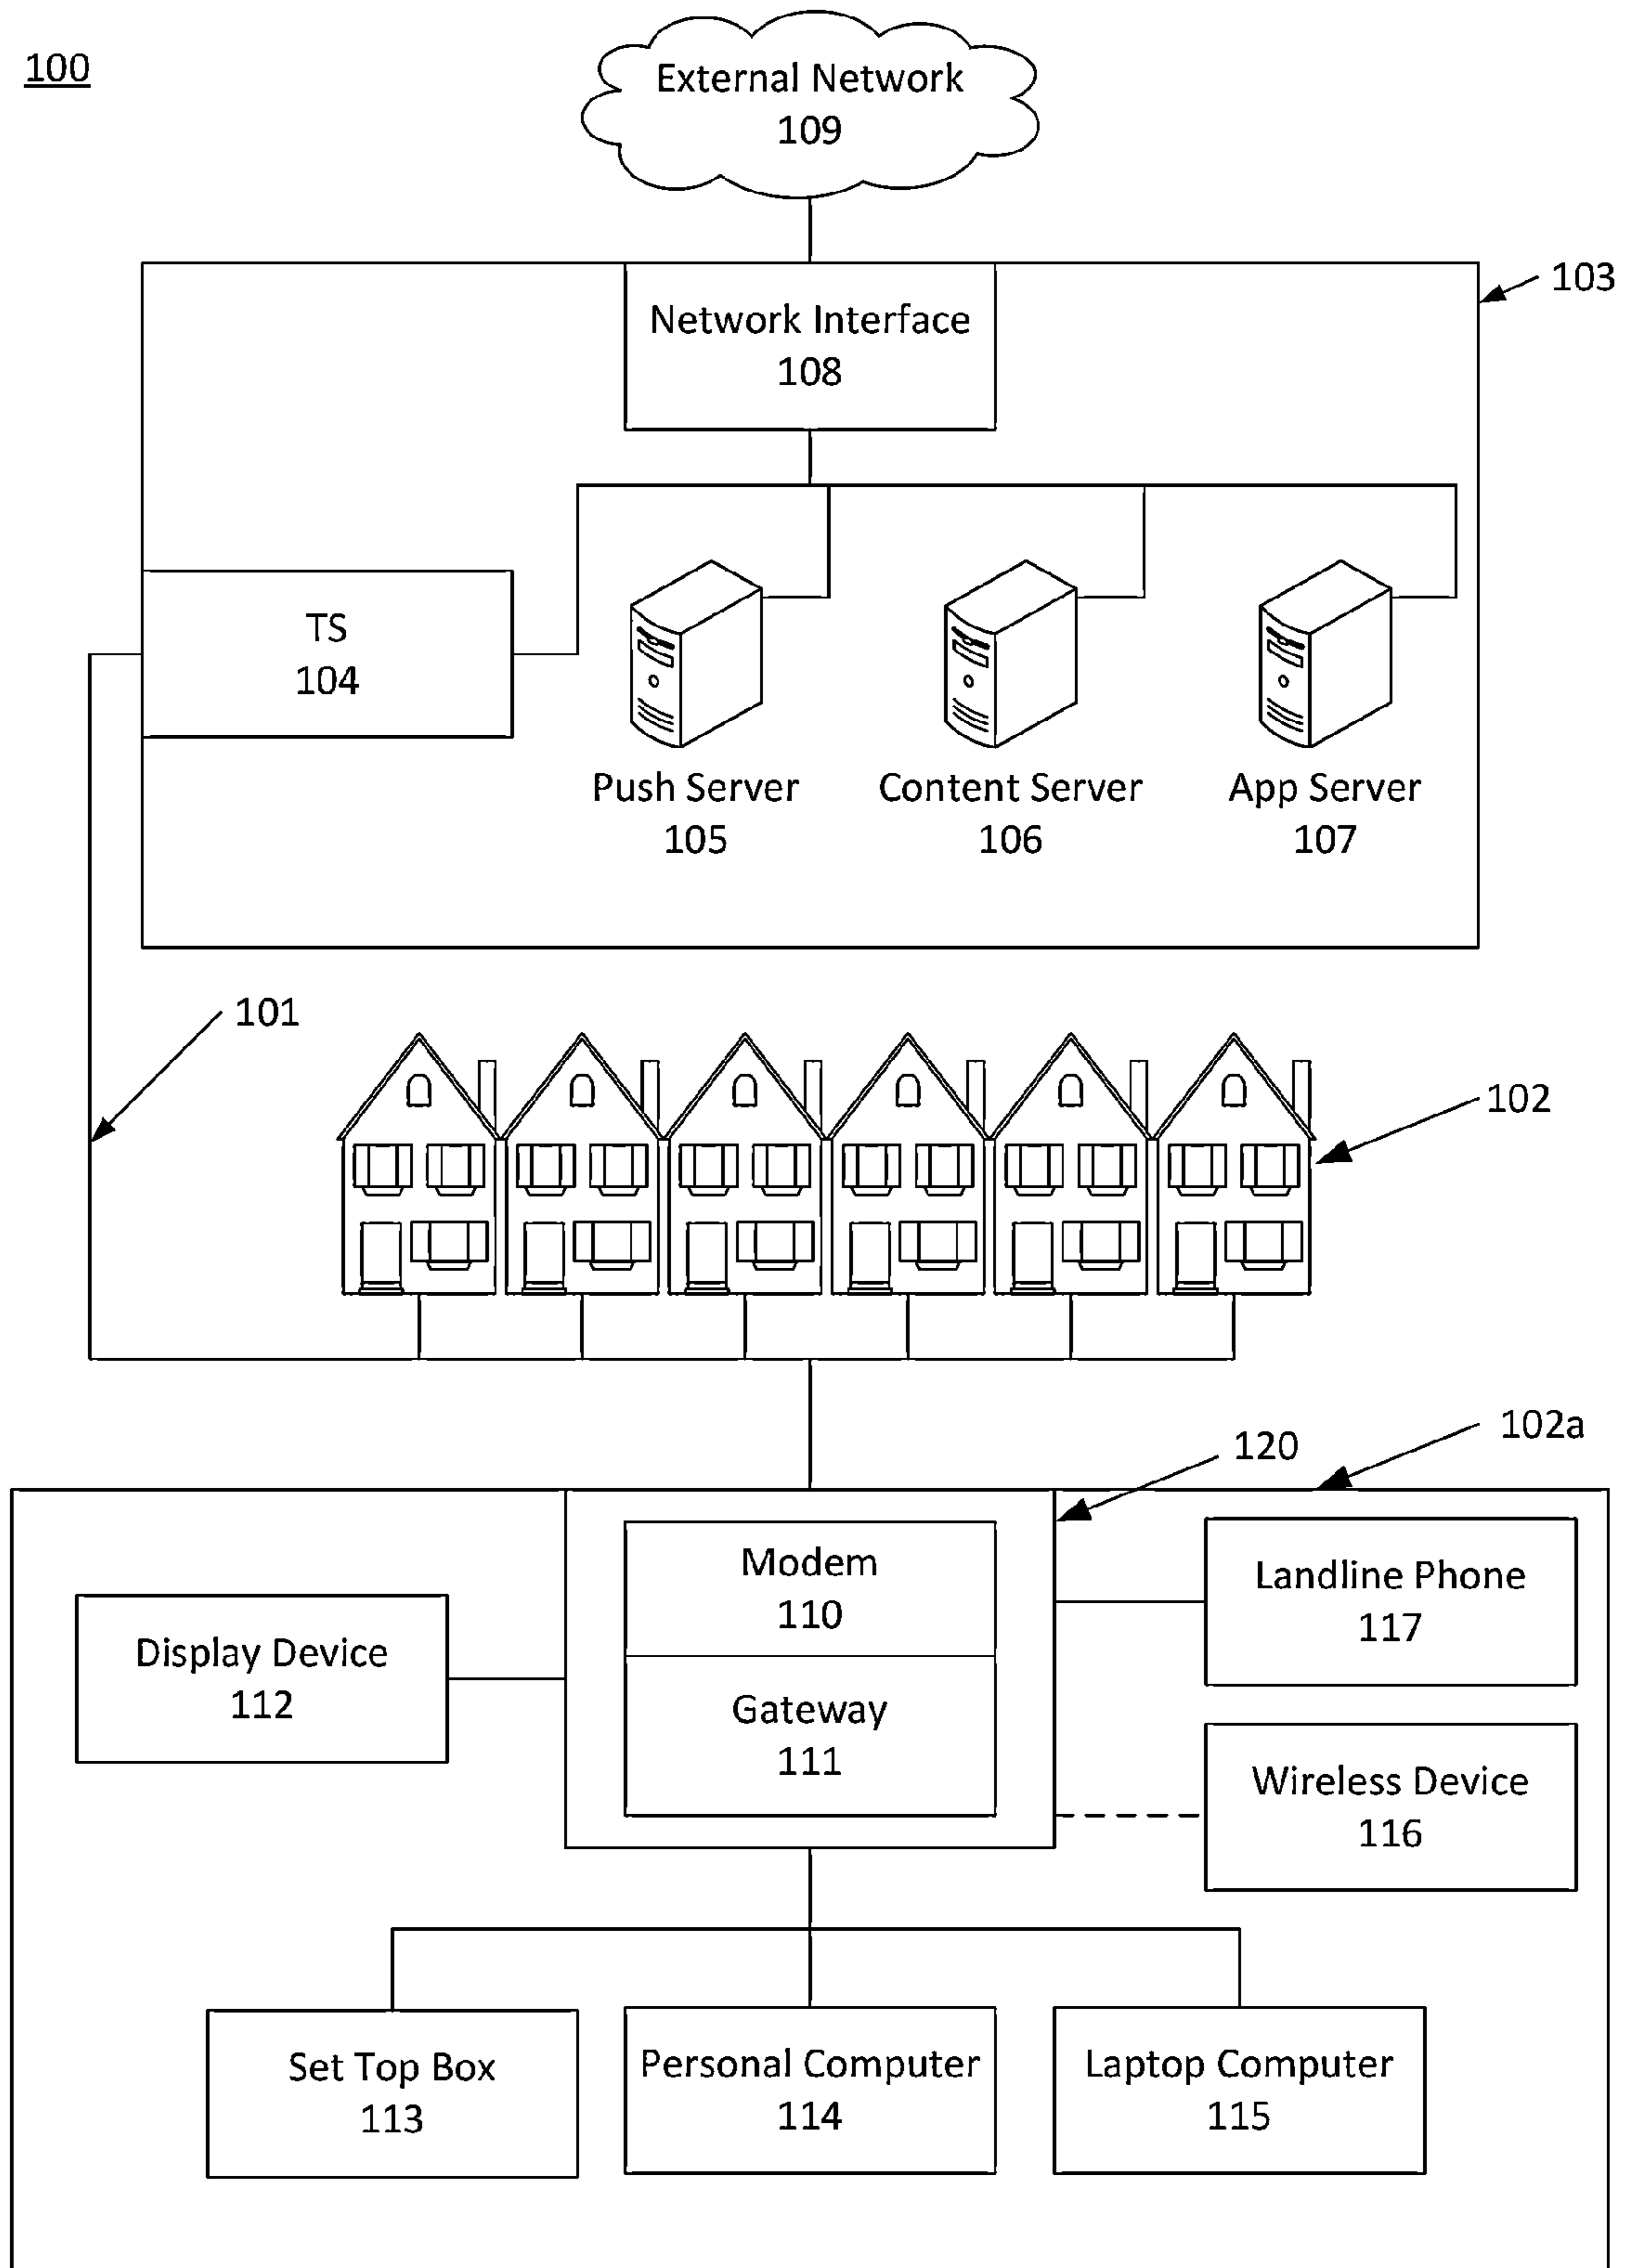 100
External Network
109
103
Network Interface
108
TS
104
Push Server
105
Content Server
106
App Server
107
101
102
102a
120
Modem
110
Gateway
111
Landline Phone
117
Display Device
112
Wireless Device
116
Set Top Box
113
Personal Computer
114
Laptop Computer
115